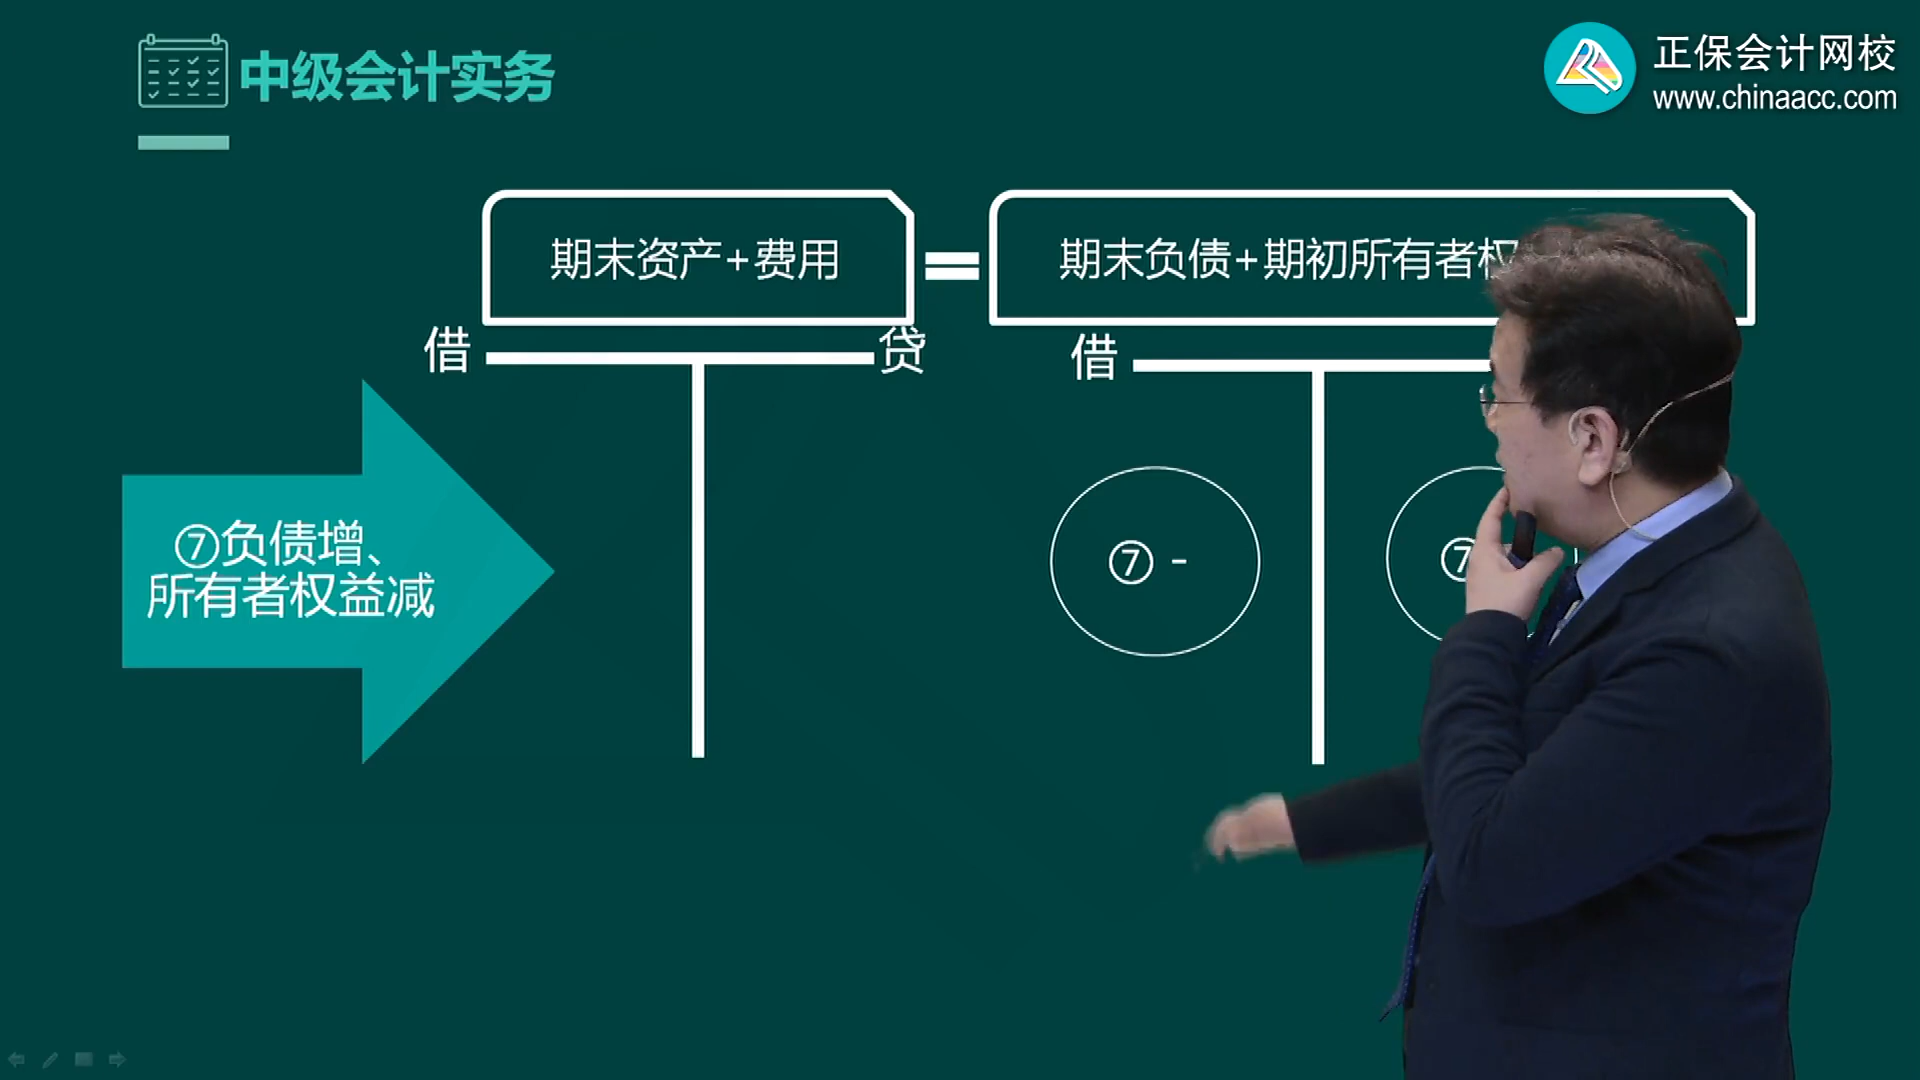 中级会计实务
正保会计网校
www.chinaacc.com
期末资产+费用
=
期末负债+期初所有者权
借
贷
借
⑦负债增、
所有者权益减
⑦ -
⑦